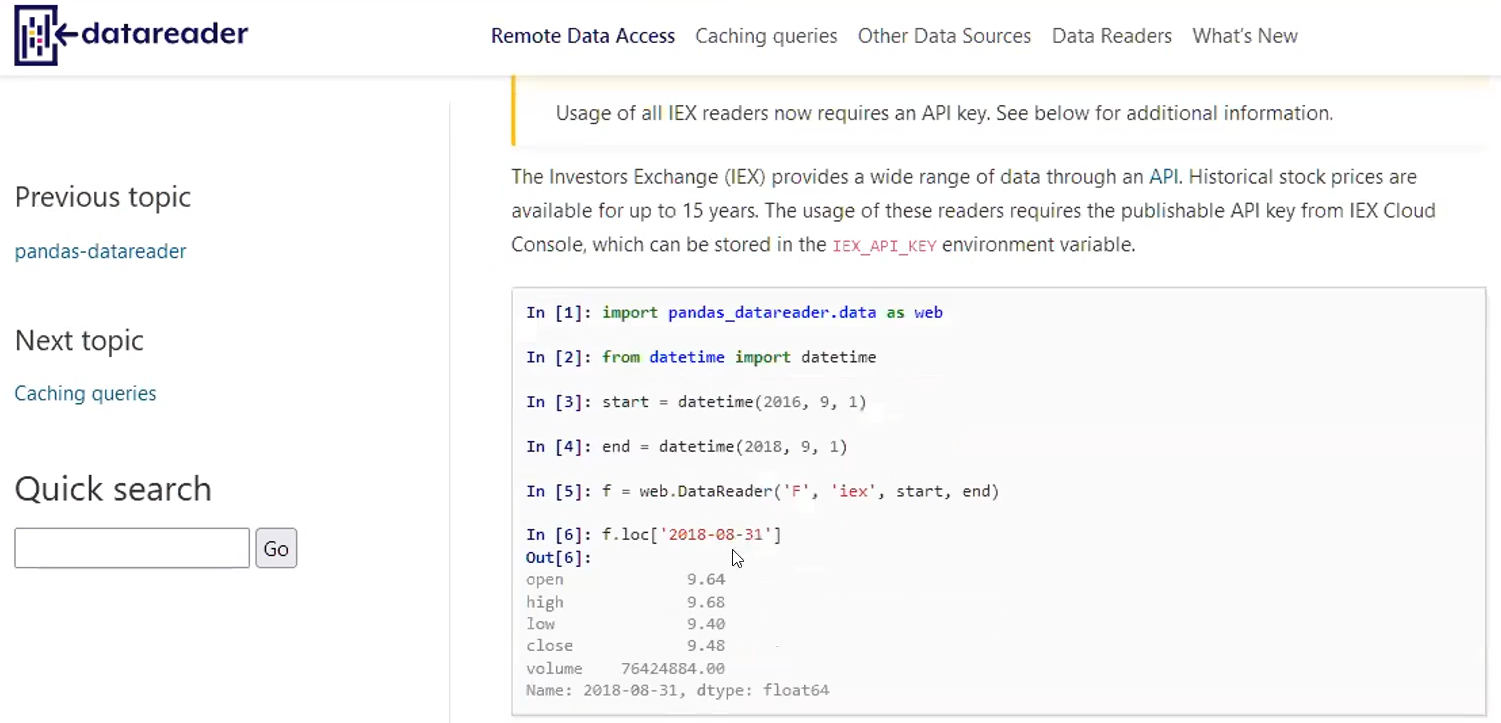 datareader
Remote Data Access Caching queries Other Data Sources Data Readers What's New
Previous topic
pandas-datareader
Next topic
Caching queries
Quick search
Go
Usage of all IEX readers now requires an API key. See below for additional information.
The Investors Exchange (IEX) provides a wide range of data through an API. Historical stock prices are
available for up to 15 years. The usage of these readers requires the publishable API key from IEX Cloud
Console, which can be stored in the IEX_API_KEY environment variable.
In [1]: import pandas_datareader.data as web
In [2]: from datetime import datetime
In [3]: start = datetime(2016, 9, 1)
In [4]: end = datetime(2018, 9, 1)
In [5]: f = web.DataReader('F', 'iex', start, end)
In [6]: f.loc['2018-08-31']
Out[6]:
open 9.64
high 9.68
low 9.40
close 9.48
volume 76424884.00
Name: 2018-08-31, dtype: float64